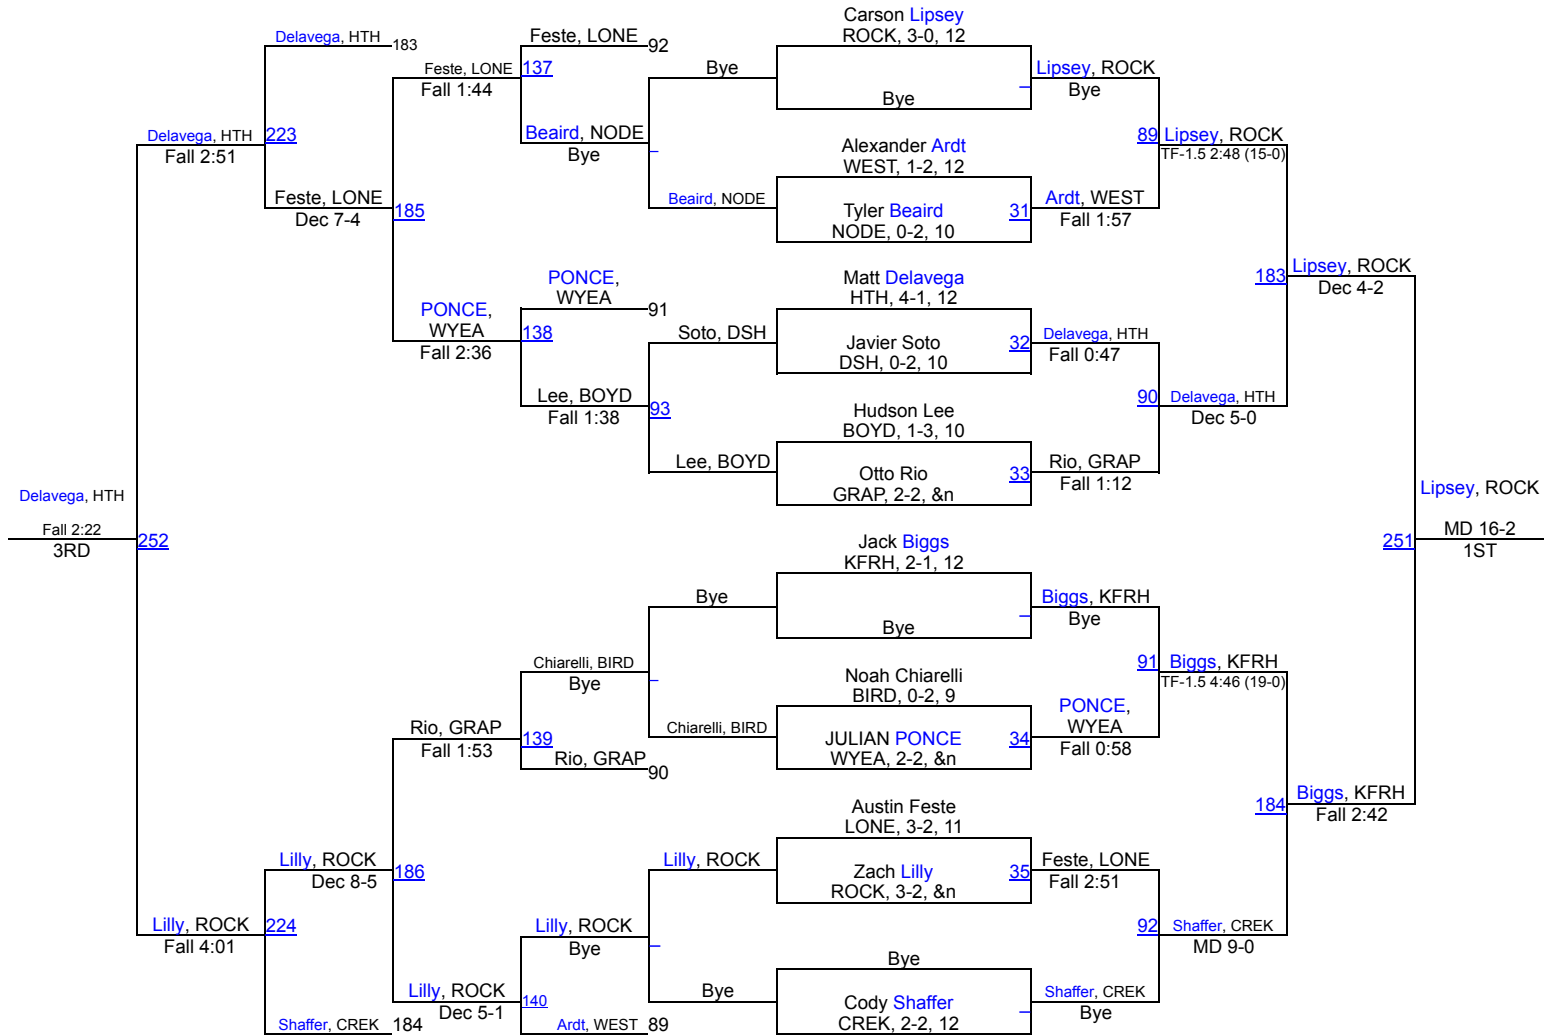 Carson Lipsey
ROCK, 3-0, 12
Bye
Alexander Ardt
WEST, 1-2, 12
Tyler Beaird
NODE, 0-2, 10
31
Matt Delavega
HTH, 4-1, 12
Javier Soto
DSH, 0-2, 10
32
Hudson Lee
BOYD, 1-3, 10
Otto Rio
GRAP, 2-2, &n
33
Jack Biggs
KFRH, 2-1, 12
Bye
Noah Chiarelli
BIRD, 0-2, 9
JULIAN PONCE
WYEA, 2-2, &n
34
Austin Feste
LONE, 3-2, 11
Zach Lilly
ROCK, 3-2, &n
35
Bye
Cody Shaffer
CREK, 2-2, 12
Lipsey, ROCK
Bye
89
Ardt, WEST
Fall 1:57
Delavega, HTH
Fall 0:47
90
Rio, GRAP
Fall 1:12
Biggs, KFRH
Bye
91
PONCE,
WYEA
Fall 0:58
Feste, LONE
Fall 2:51
92
Shaffer, CREK
Bye
Lipsey, ROCK
TF-1.5 2:48 (15-0)
183
Delavega, HTH
Dec 5-0
Biggs, KFRH
TF-1.5 4:46 (19-0)
184
Shaffer, CREK
MD 9-0
Lipsey, ROCK
Dec 4-2
251
Biggs, KFRH
Fall 2:42
Lipsey, ROCK
MD 16-2
1ST
Bye
Beaird, NODE
Soto, DSH
93
Lee, BOYD
Bye
Chiarelli, BIRD
Lilly, ROCK
Bye
Feste, LONE
92
137
Beaird, NODE
Bye
PONCE,
WYEA
91
138
Lee, BOYD
Fall 1:38
Chiarelli, BIRD
Bye
139
Rio, GRAP
90
Lilly, ROCK
Bye
140
Ardt, WEST
89
Feste, LONE
Fall 1:44
185
PONCE,
WYEA
Fall 2:36
Rio, GRAP
Fall 1:53
186
Lilly, ROCK
Dec 5-1
Delavega, HTH
183
223
Feste, LONE
Dec 7-4
Lilly, ROCK
Dec 8-5
224
Shaffer, CREK
184
Delavega, HTH
Fall 2:51
252
Lilly, ROCK
Fall 4:01
Delavega, HTH
Fall 2:22
3RD